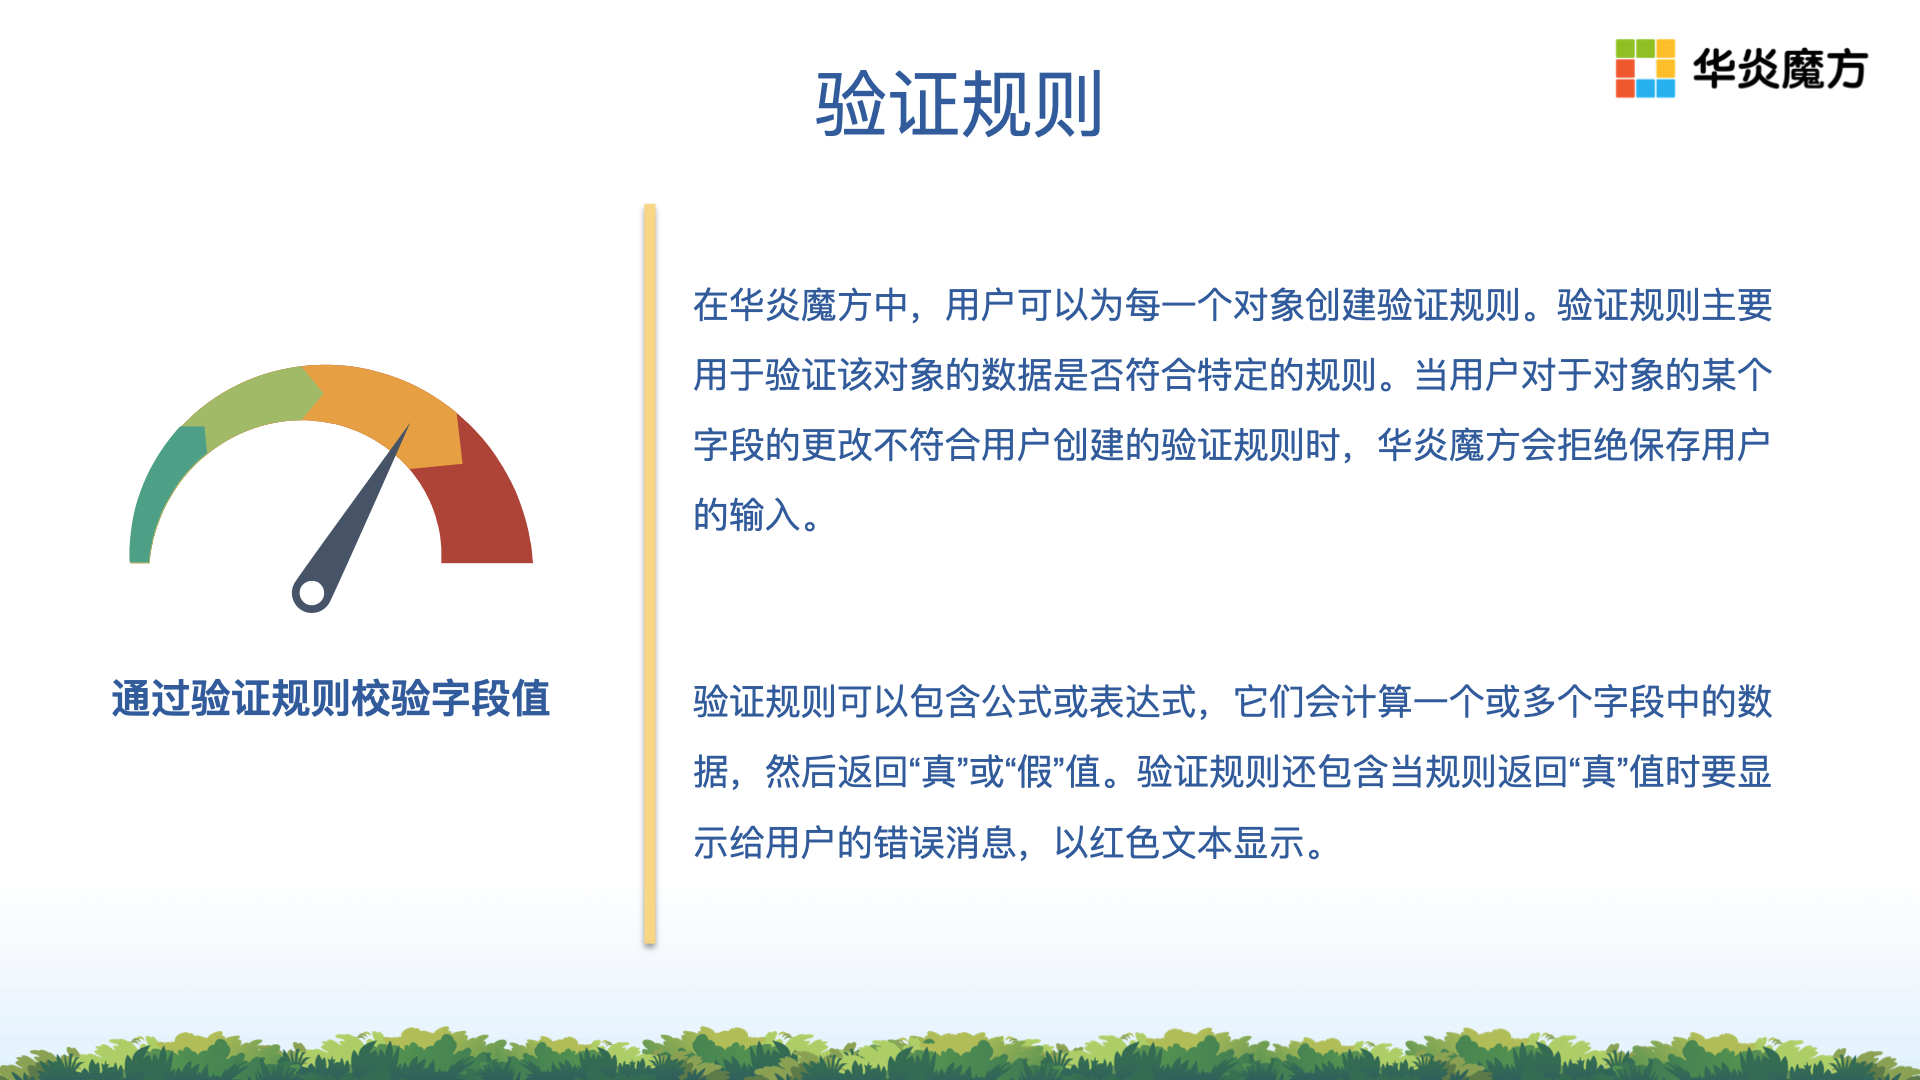 验证规则
华炎魔方
在华炎魔方中，用户可以为每一个对象创建验证规则。验证规则主要
用于验证该对象的数据是否符合特定的规则。当用户对于对象的某个
字段的更改不符合用户创建的验证规则时，华炎魔方会拒绝保存用户
的输入。
通过验证规则校验字段值
验证规则可以包含公式或表达式，它们会计算一个或多个字段中的数
据，然后返回“真”或“假”值。验证规则还包含当规则返回“真”值时要显
示给用户的错误消息，以红色文本显示。